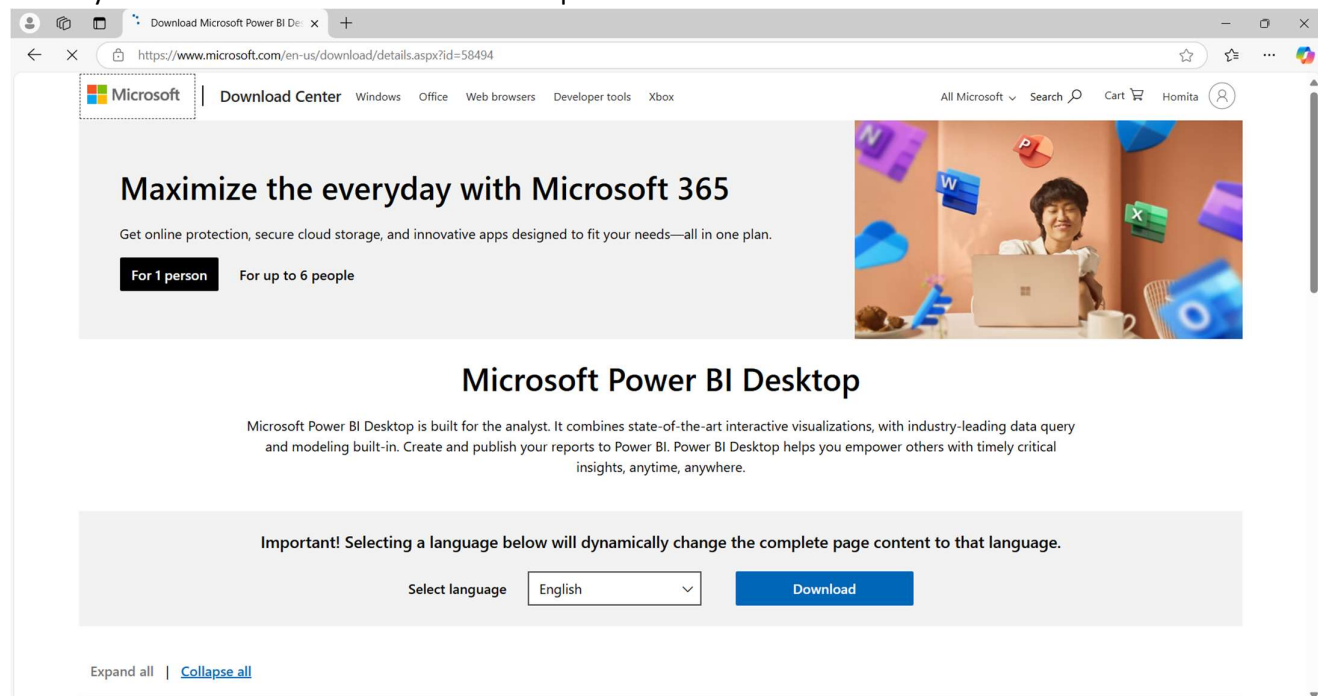 Download Microsoft Power BI De
https://www.microsoft.com/en-us/download/details.aspx?id=58494
Microsoft Download Center Windows Office Web browsers Developer tools Xbox All Microsoft Search Cart Homita
Maximize the everyday with Microsoft 365
Get online protection, secure cloud storage, and innovative apps designed to fit your needs—all in one plan.
For 1 person For up to 6 people
N
P
W
X
O
Microsoft Power BI Desktop
Microsoft Power BI Desktop is built for the analyst. It combines state-of-the-art interactive visualizations, with industry-leading data query
and modeling built-in. Create and publish your reports to Power BI. Power BI Desktop helps you empower others with timely critical
insights, anytime, anywhere.
Important! Selecting a language below will dynamically change the complete page content to that language.
Select language English Download
Expand all | Collapse all